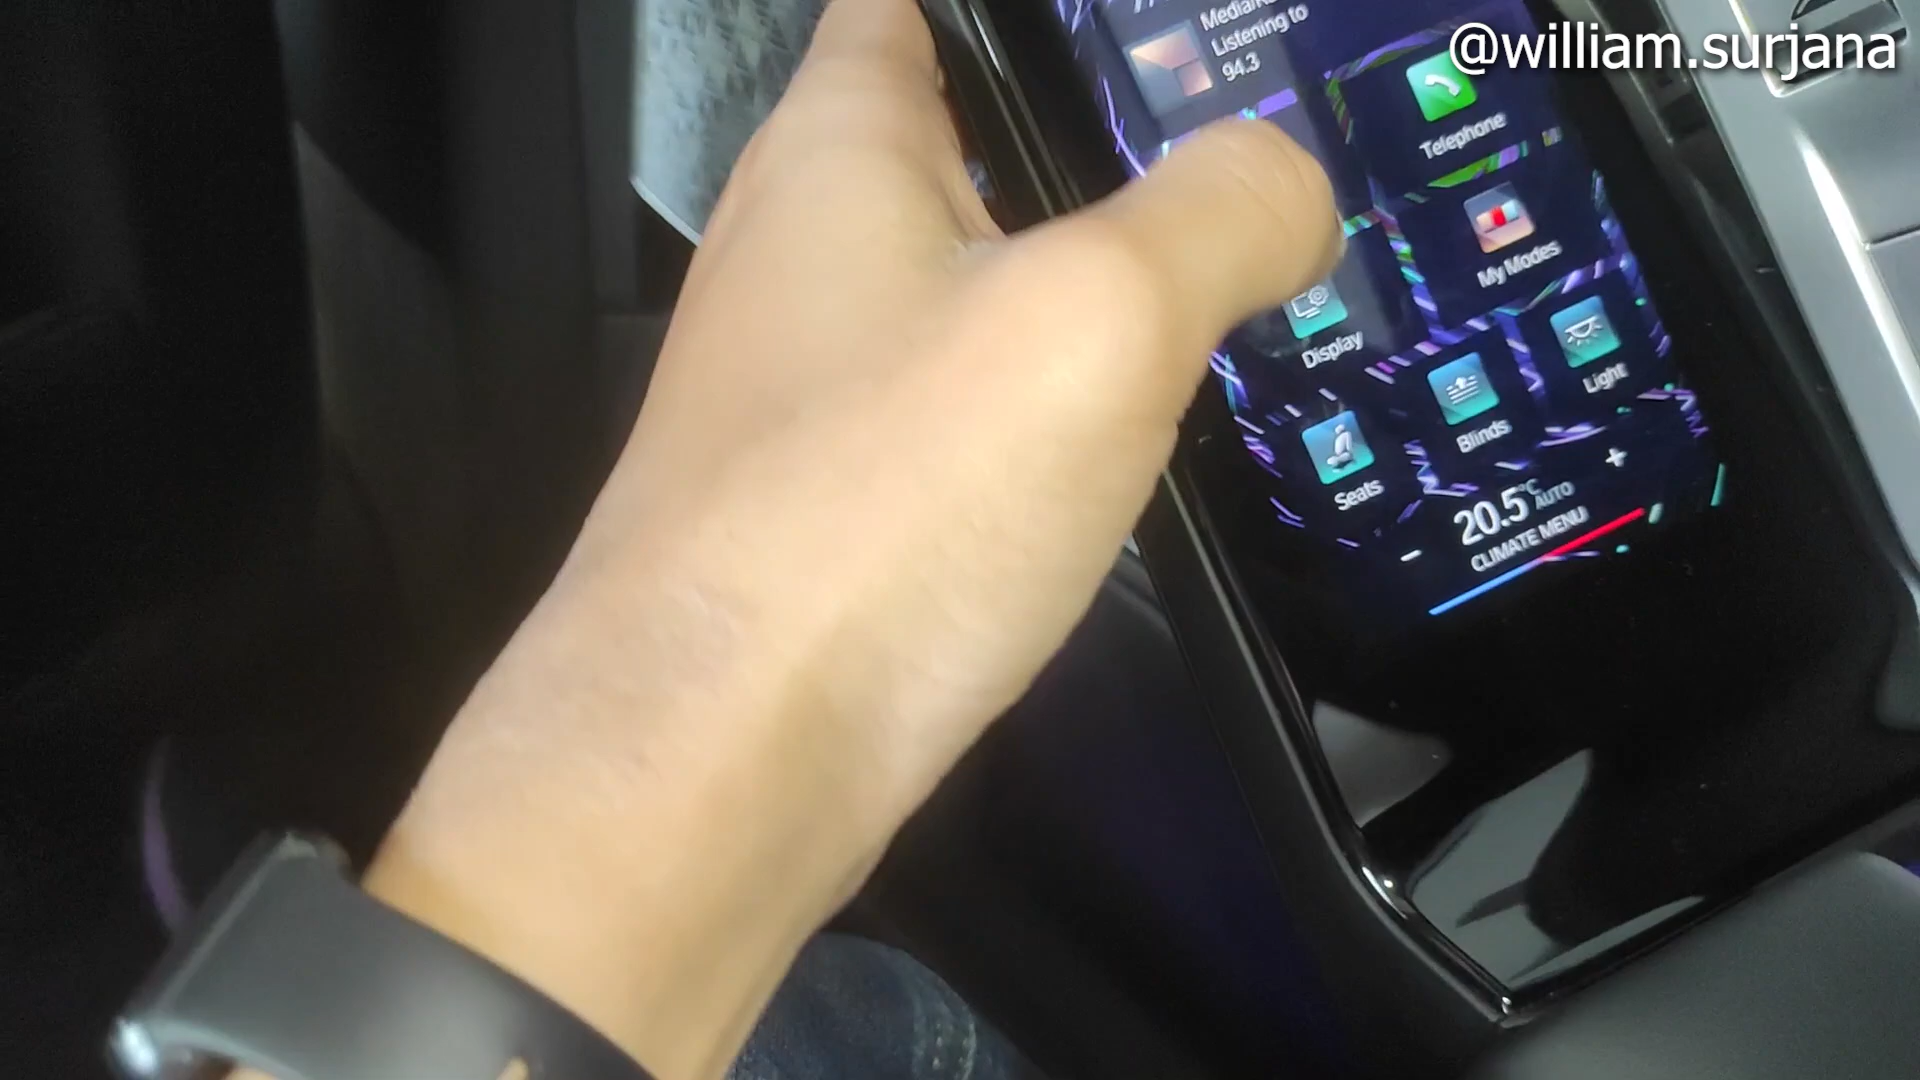 @william.surjana
Listening to
94.3
Telephone
My Modes
Display
Light
Blinds
Seats
+
20.5°C AUTO
−
CLIMATE MENU